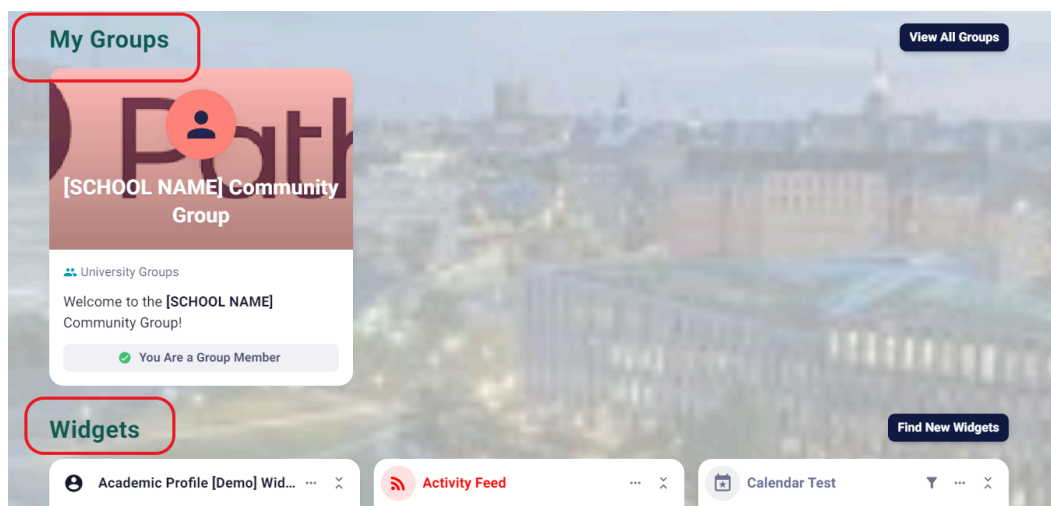 My Groups
View All Groups
Path
[SCHOOL NAME] Community
Group
University Groups
Welcome to the [SCHOOL NAME]
Community Group!
You Are a Group Member
Widgets
Find New Widgets
Academic Profile [Demo] Wid...
Activity Feed
Calendar Test